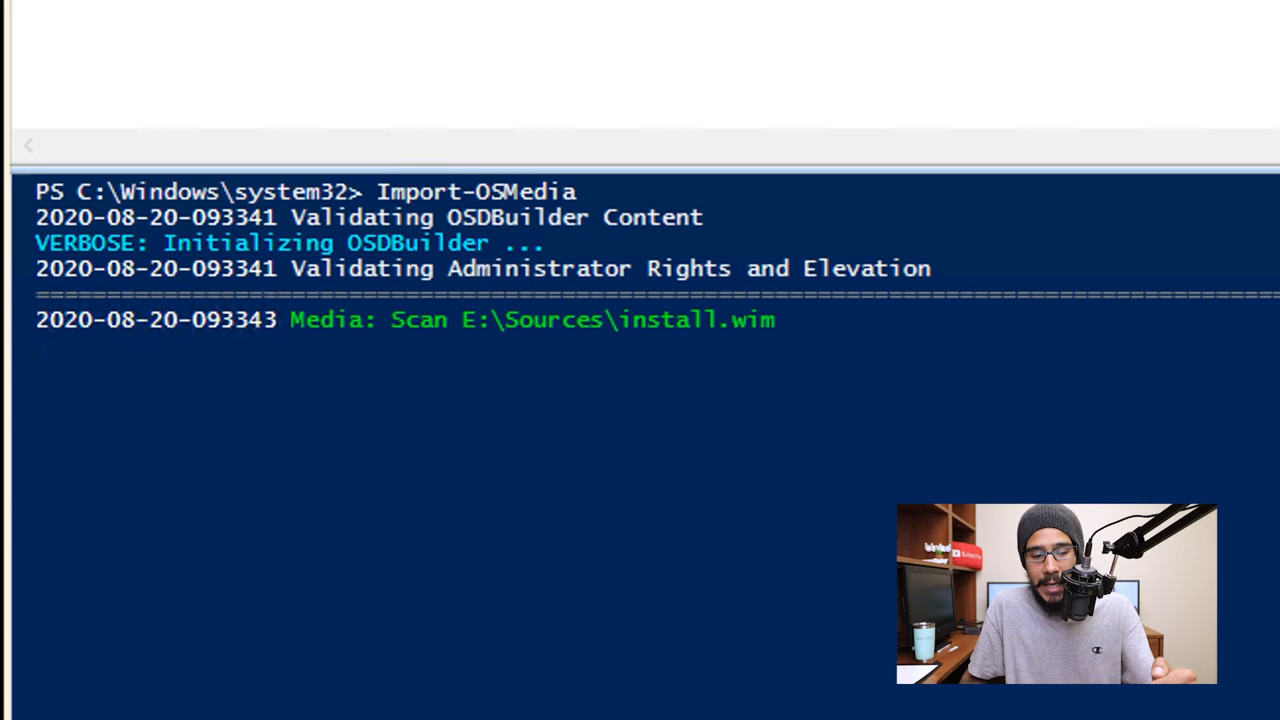 PS C:\Windows\system32> Import-OSMedia
2020-08-20-093341 Validating OSDBuilder Content
VERBOSE: Initializing OSDBuilder ...
2020-08-20-093341 Validating Administrator Rights and Elevation
2020-08-20-093343 Media: Scan E:\Sources\install.wim